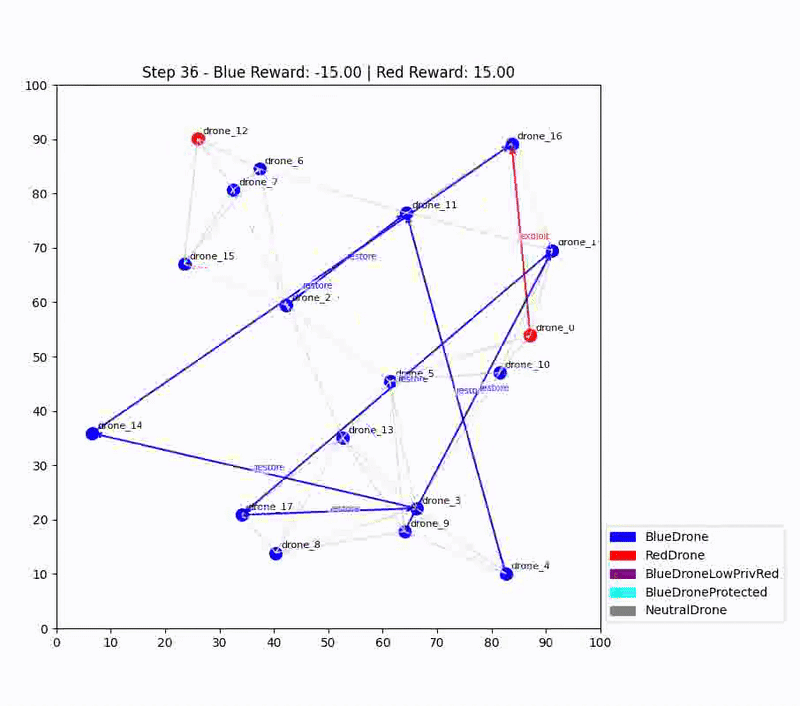 Step 36 - Blue Reward: -15.00 | Red Reward: 15.00
100
90
80
70
60
50
40
30
20
10
0
drone_12
drone_16
drone_6
drone_7
drone_11
exploit
drone_1
drone_15
restore
restore
drone_2
drone_0
drone_5
restore
drone_10
restore
drone_14
drone_13
restore
drone_17
restore
drone_3
drone_9
drone_8
drone_4
0 10 20 30 40 50 60 70 80 90 100
BlueDrone
RedDrone
BlueDroneLowPrivRed
BlueDroneProtected
NeutralDrone